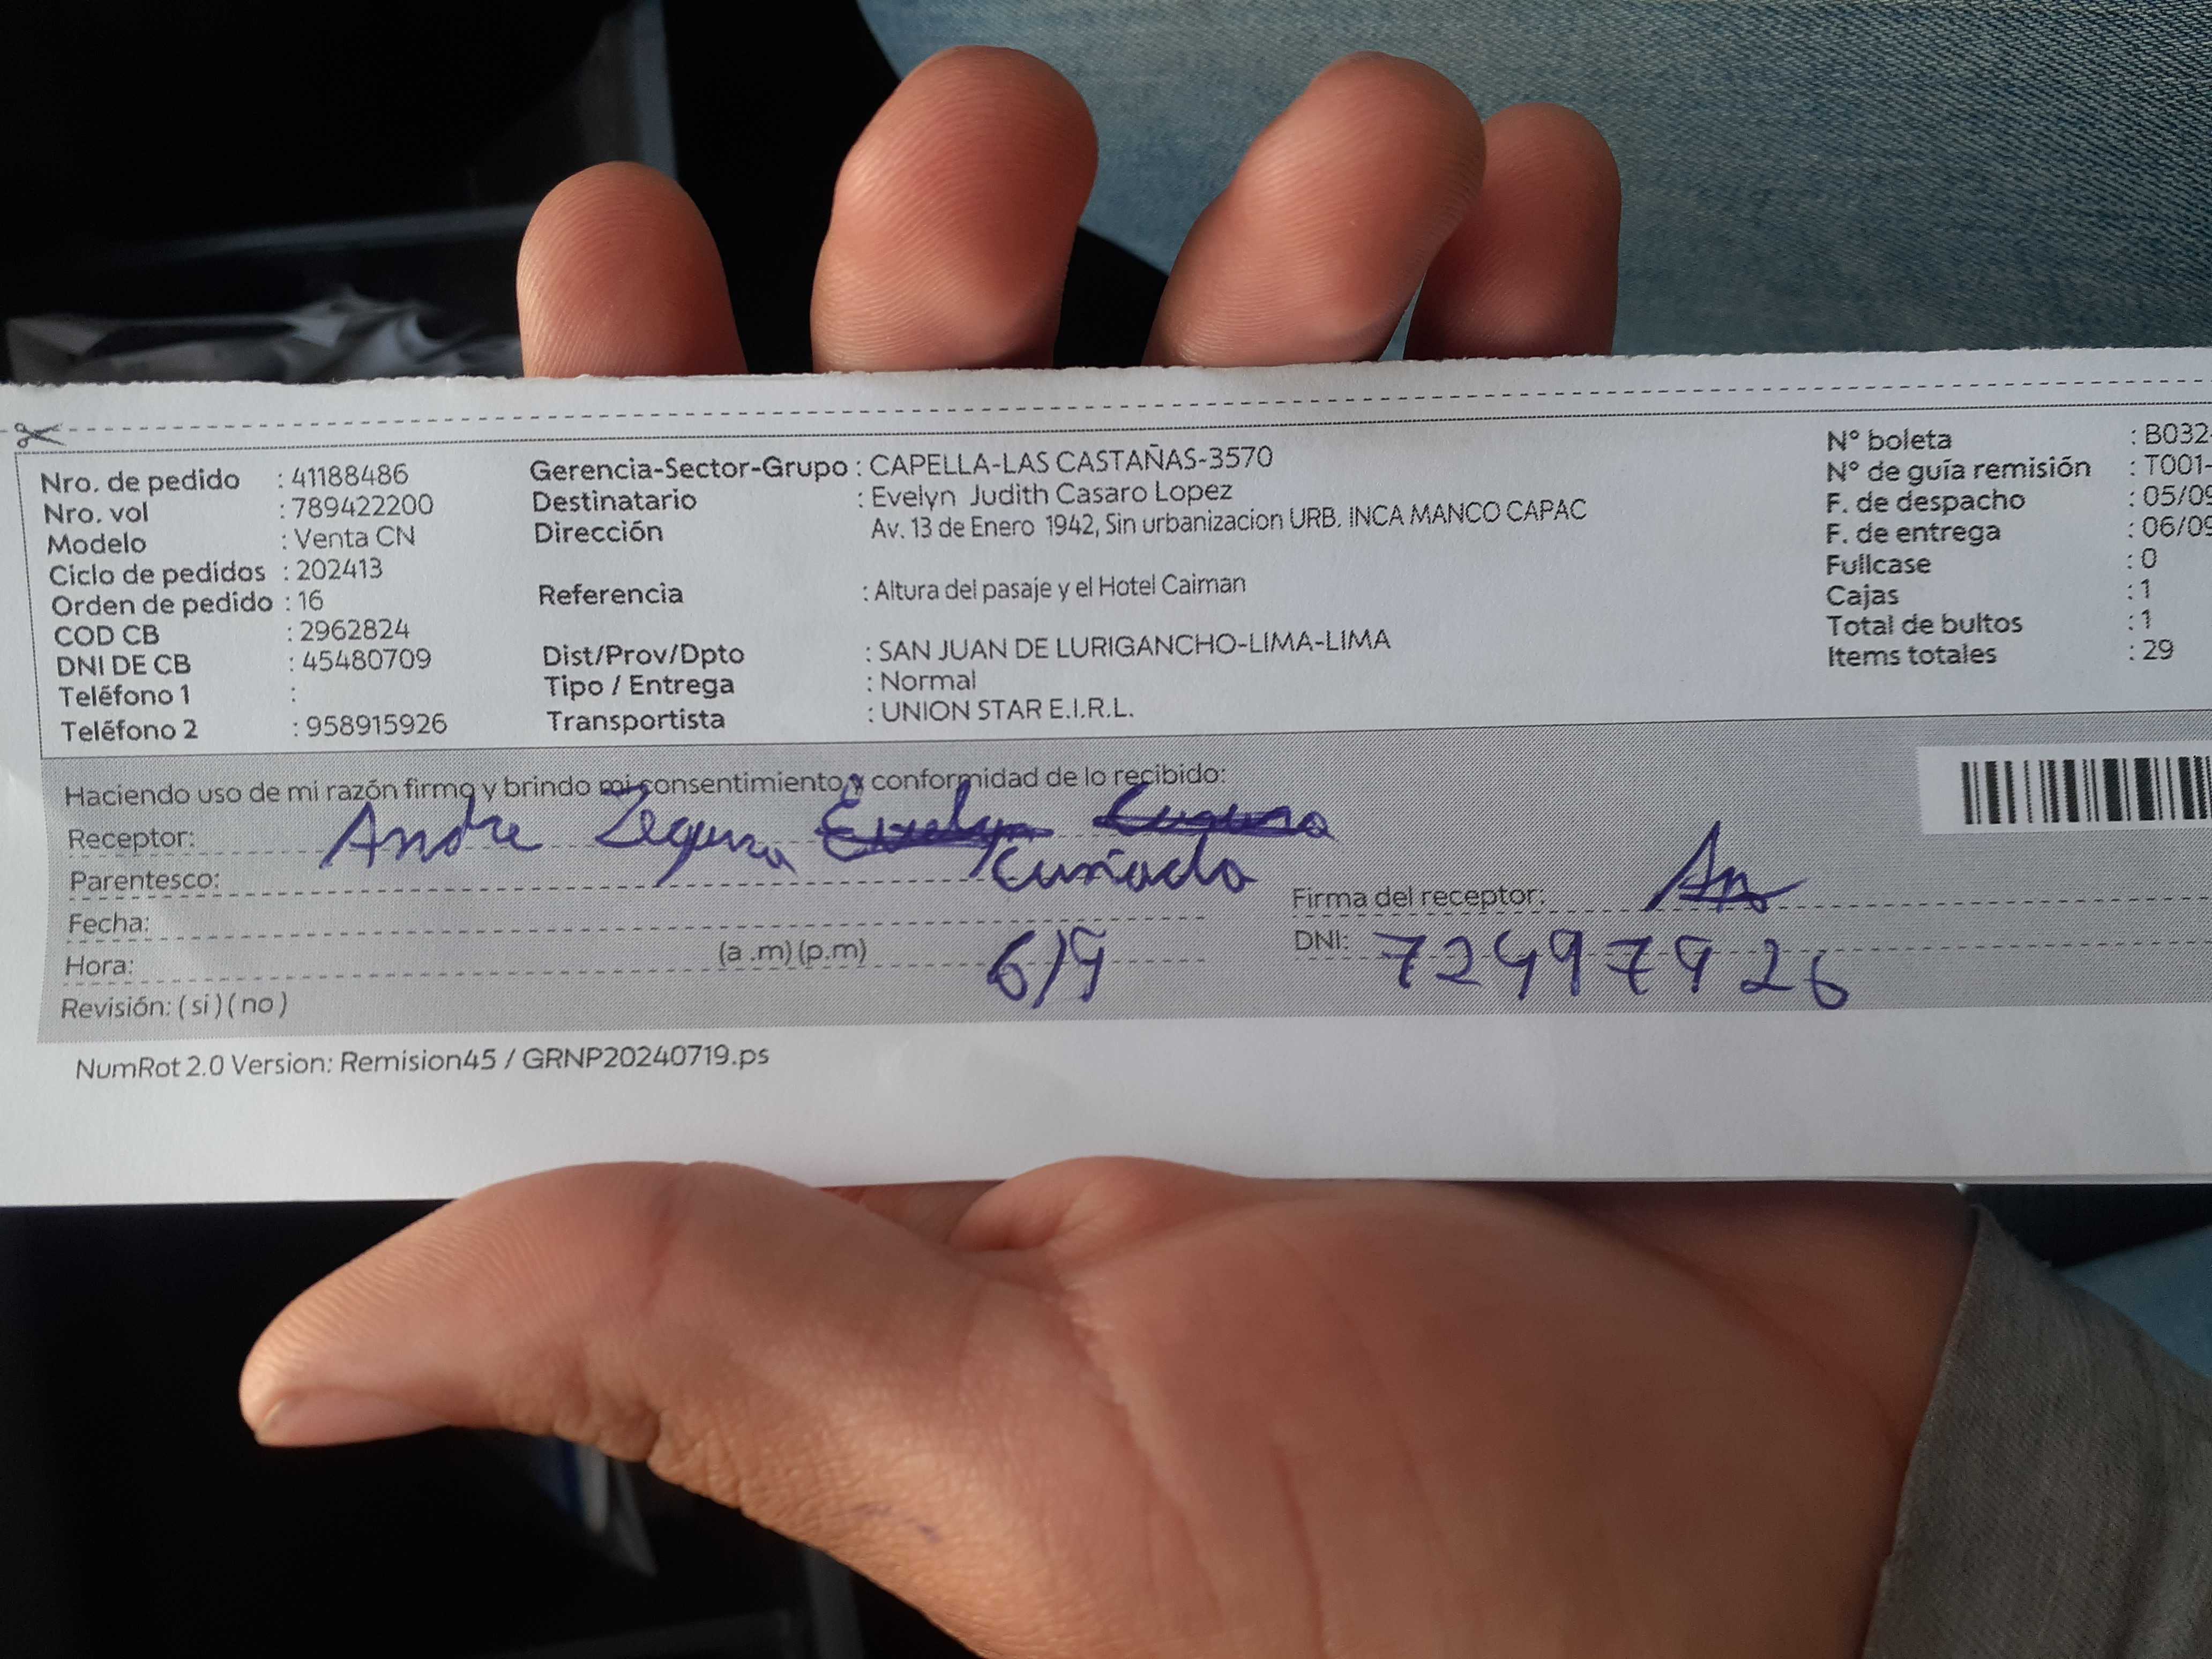 Nro. de pedido : 41188486
Nro. vol : 789422200
Modelo : Venta CN
Ciclo de pedidos : 202413
Orden de pedido : 16
COD CB : 2962824
DNI DE CB : 45480709
Teléfono 1 :
Teléfono 2 : 958915926
Gerencia-Sector-Grupo : CAPELLA-LAS CASTAÑAS-3570
Destinatario : Evelyn Judith Casaro Lopez
Dirección Av. 13 de Enero 1942, Sin urbanizacion URB. INCA MANCO CAPAC
Referencia : Altura del pasaje y el Hotel Caiman
Dist/Prov/Dpto : SAN JUAN DE LURIGANCHO-LIMA-LIMA
Tipo / Entrega : Normal
Transportista : UNION STAR E.I.R.L.
N° boleta : B032-
N° de guía remisión : T001-
F. de despacho : 05/09
F. de entrega : 06/09
Fullcase : 0
Cajas : 1
Total de bultos : 1
Items totales : 29
Haciendo uso de mi razón firmo y brindo mi consentimiento y conformidad de lo recibido:
Receptor: Andre Zegurra Evelyn
Parentesco: Cuñado
Fecha:
Hora: (a .m) (p.m) 6/9
Revisión: ( si ) ( no )
Firma del receptor:
DNI: 72497926
NumRot 2.0 Version: Remision45 / GRNP20240719.ps